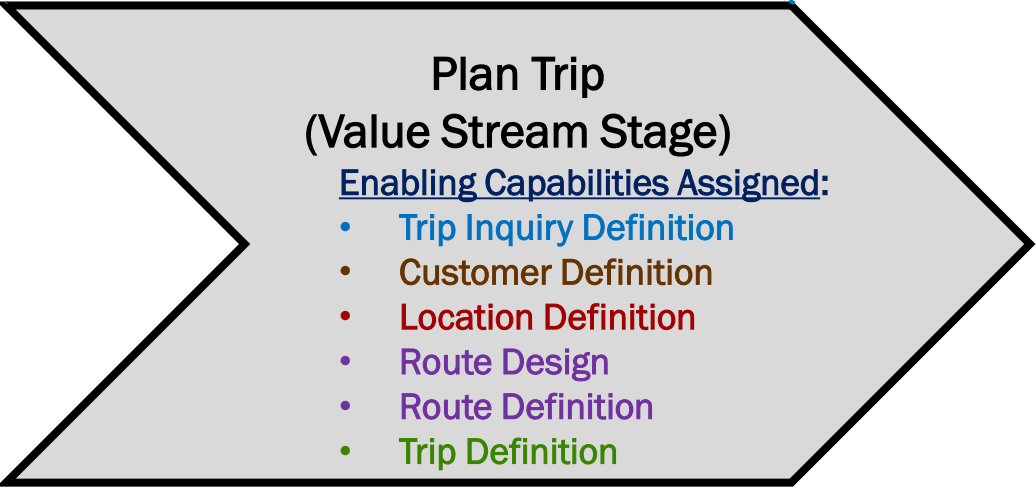 Plan Trip
(Value Stream Stage)
Enabling Capabilities Assigned:
• Trip Inquiry Definition
• Customer Definition
• Location Definition
• Route Design
• Route Definition
• Trip Definition